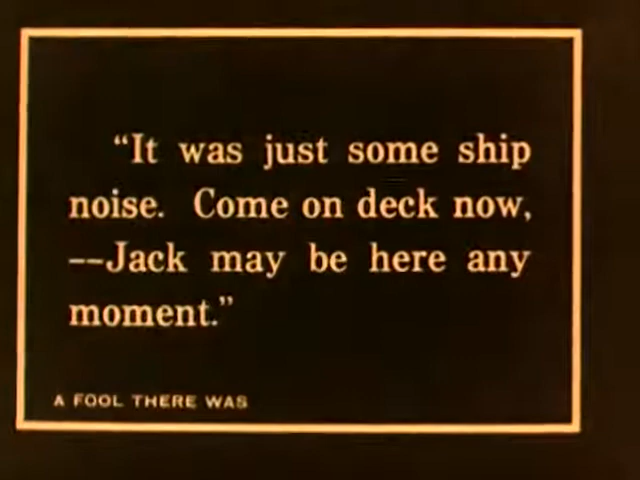 “It was just some ship
noise. Come on deck now,
--Jack may be here any
moment.”
A FOOL THERE WAS